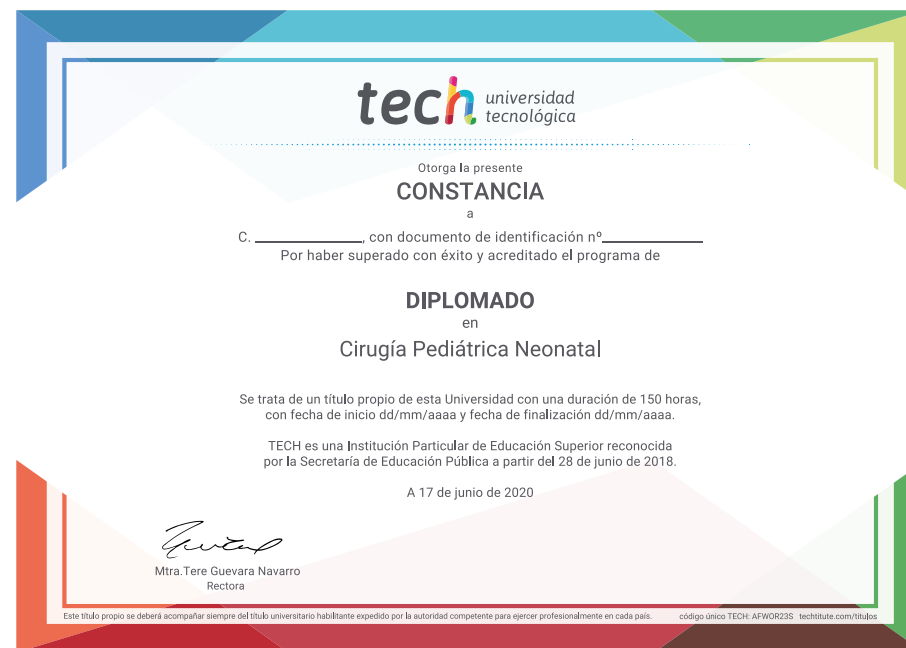 tech universidad
tecnológica
Otorga la presente
CONSTANCIA
a
C. ____________, con documento de identificación nº____________
Por haber superado con éxito y acreditado el programa de
DIPLOMADO
en
Cirugía Pediátrica Neonatal
Se trata de un título propio de esta Universidad con una duración de 150 horas,
con fecha de inicio dd/mm/aaaa y fecha de finalización dd/mm/aaaa.
TECH es una Institución Particular de Educación Superior reconocida
por la Secretaría de Educación Pública a partir del 28 de junio de 2018.
A 17 de junio de 2020
Mtra.Tere Guevara Navarro
Rectora
Este título propio se deberá acompañar siempre del título universitario habilitante expedido por la autoridad competente para ejercer profesionalmente en cada país. código único TECH: AFWOR23S techtitute.com/titulos